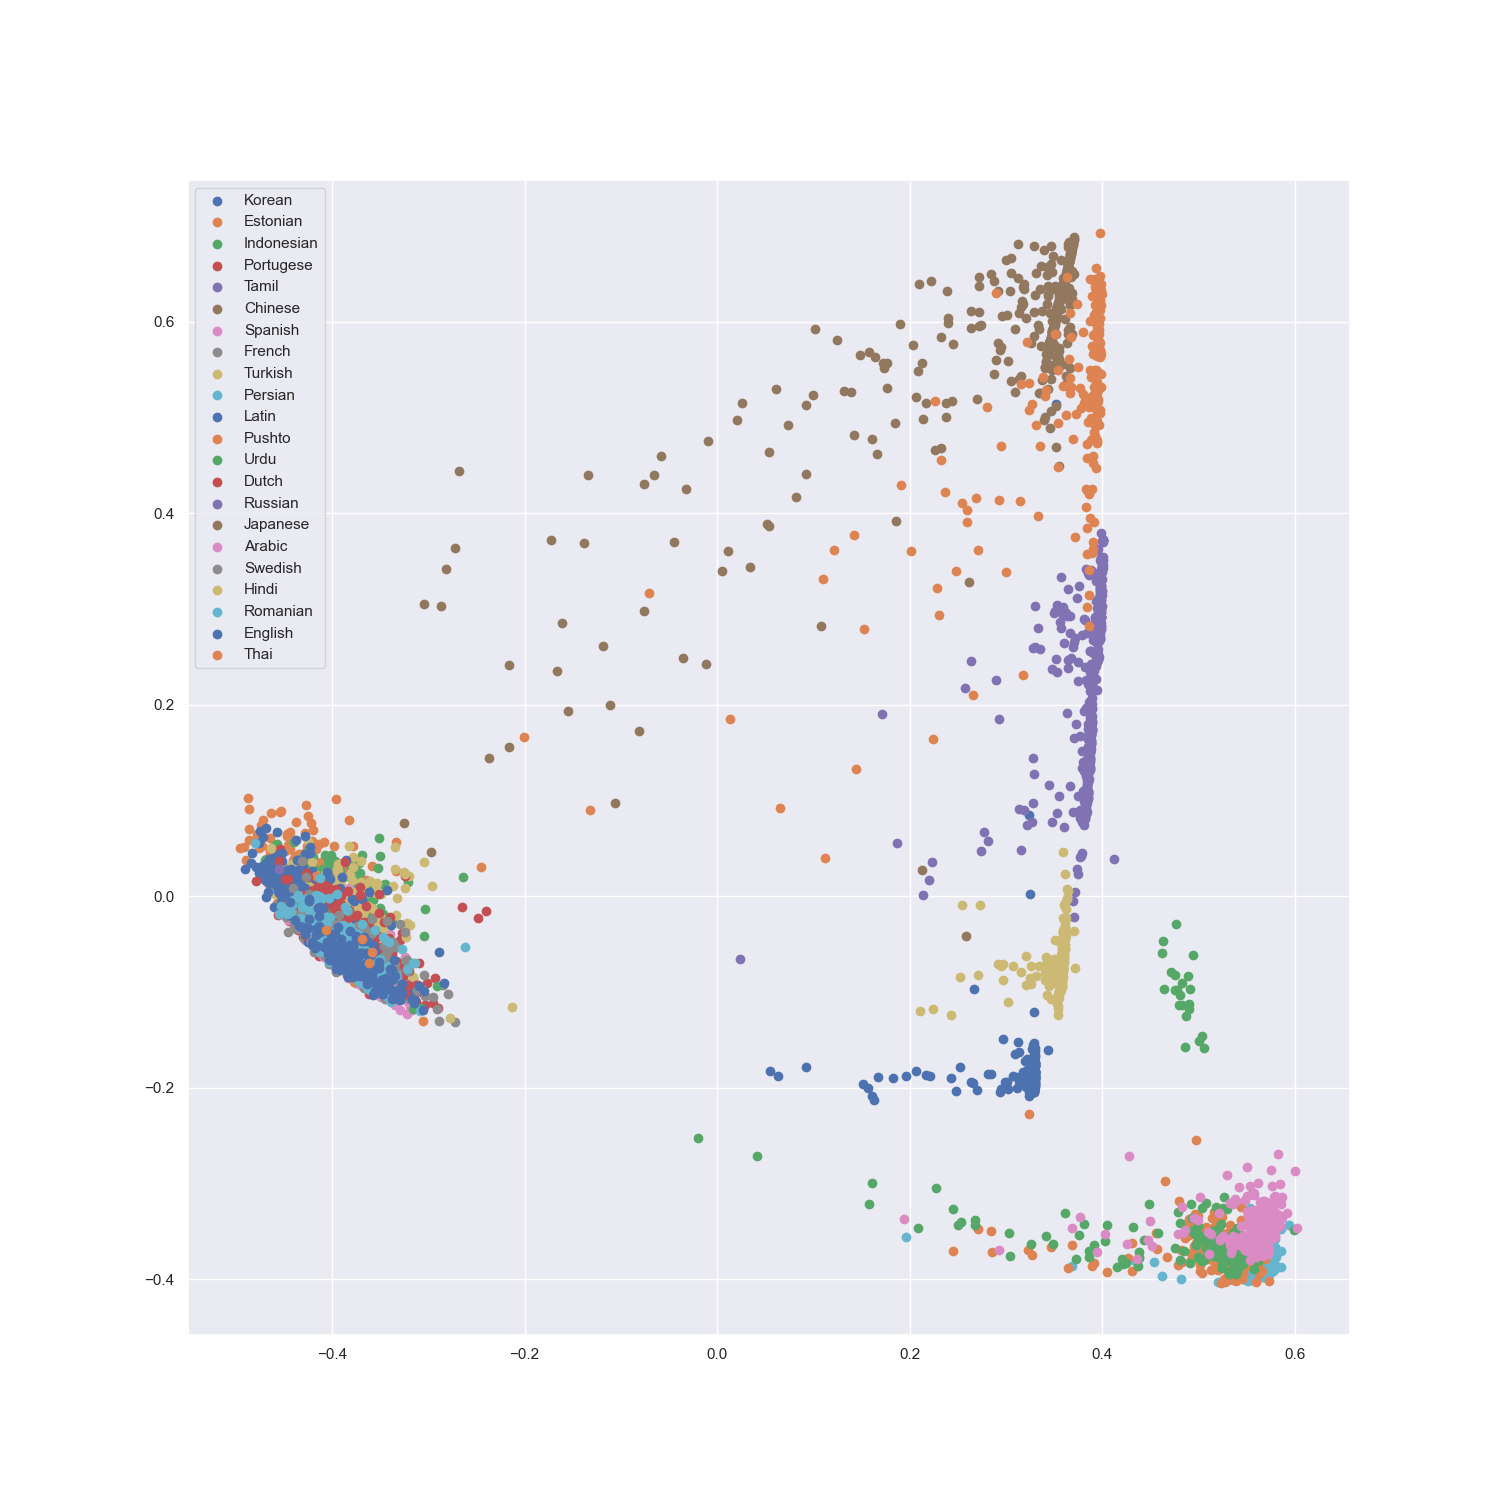 Korean
Estonian
Indonesian
Portugese
Tamil
Chinese
Spanish
French
Turkish
Persian
Latin
Pushto
Urdu
Dutch
Russian
Japanese
Arabic
Swedish
Hindi
Romanian
English
Thai
0.6
0.4
0.2
0.0
−0.2
−0.4
−0.4 −0.2 0.0 0.2 0.4 0.6